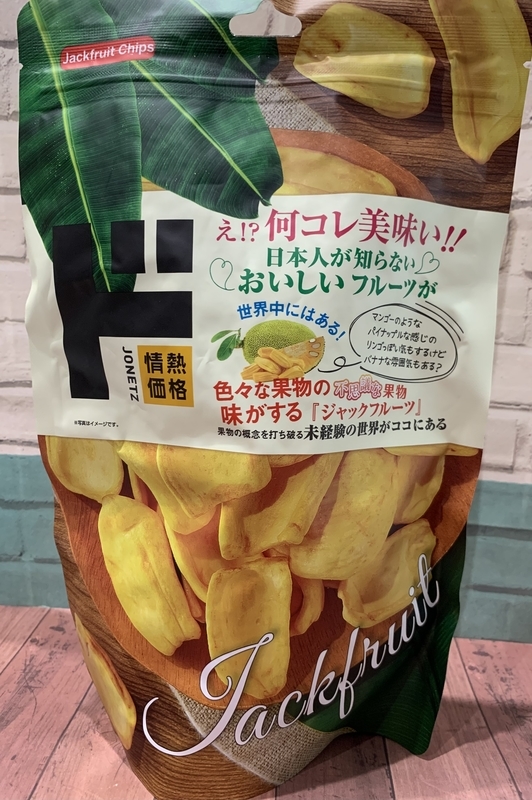 Jackfruit Chips
え!? 何コレ美味い!!
日本人が知らない
おいしい フルーツが
世界中にはある!
マンゴーのような
パイナップルな感じの
リンゴっぽい気もするけど
バナナな雰囲気もある?
色々な果物の 不思議な果物
味がする 『ジャックフルーツ』
果物の概念を打ち破る 未経験の世界がココにある
ド
JONETZ
情熱
価格
※写真はイメージです。
Jackfruit